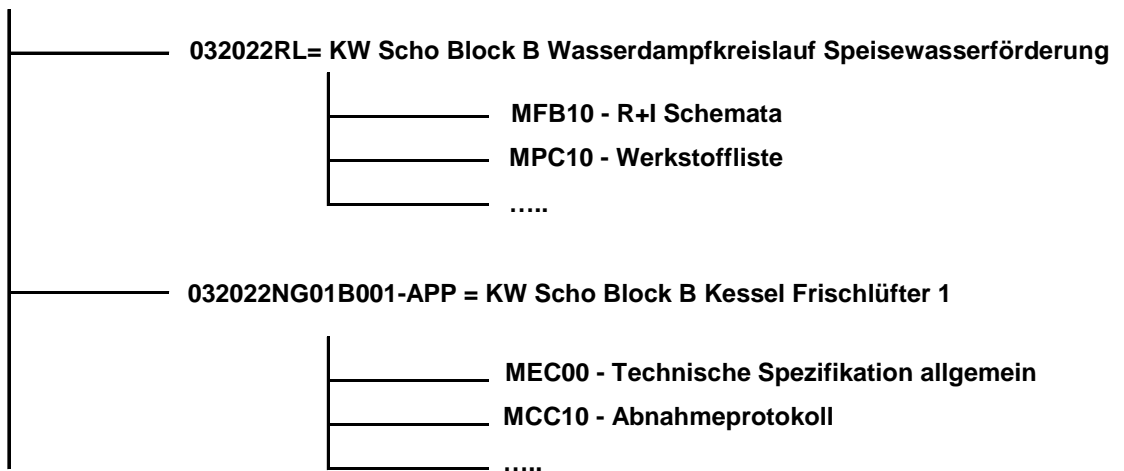 032022RL= KW Scho Block B Wasserdampfkreislauf Speisewasserförderung
MFB10 - R+I Schemata
MPC10 - Werkstoffliste
…..
032022NG01B001-APP = KW Scho Block B Kessel Frischlüfter 1
MEC00 - Technische Spezifikation allgemein
MCC10 - Abnahmeprotokoll
…..